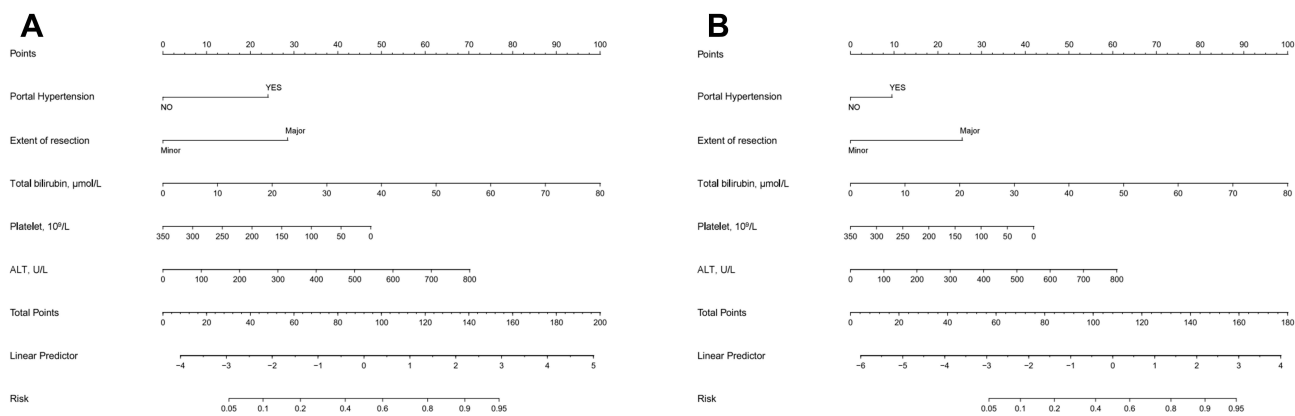 A
Points
0 10 20 30 40 50 60 70 80 90 100
Portal Hypertension
YES
NO
Extent of resection
Major
Minor
Total bilirubin, μmol/L
0 10 20 30 40 50 60 70 80
Platelet, 10⁹/L
350 300 250 200 150 100 50 0
ALT, U/L
0 100 200 300 400 500 600 700 800
Total Points
0 20 40 60 80 100 120 140 160 180 200
Linear Predictor
−4 −3 −2 −1 0 1 2 3 4 5
Risk
0.05 0.1 0.2 0.4 0.6 0.8 0.9 0.95
B
Points
0 10 20 30 40 50 60 70 80 90 100
Portal Hypertension
YES
NO
Extent of resection
Major
Minor
Total bilirubin, μmol/L
0 10 20 30 40 50 60 70 80
Platelet, 10⁹/L
350 300 250 200 150 100 50 0
ALT, U/L
0 100 200 300 400 500 600 700 800
Total Points
0 20 40 60 80 100 120 140 160 180
Linear Predictor
−6 −5 −4 −3 −2 −1 0 1 2 3 4
Risk
0.05 0.1 0.2 0.4 0.6 0.8 0.9 0.95